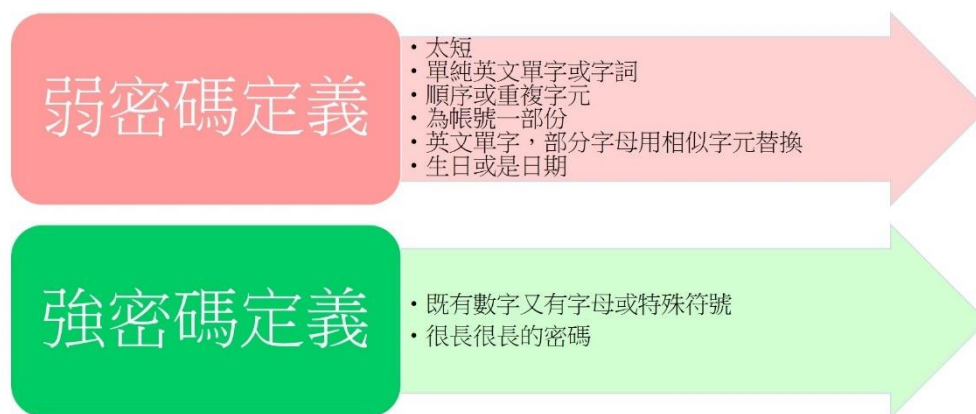 弱密碼定義
・太短
・單純英文單字或字詞
・順序或重複字元
・為帳號一部份
・英文單字，部分字母用相似字元替換
・生日或是日期
強密碼定義
・既有數字又有字母或特殊符號
・很長很長的密碼